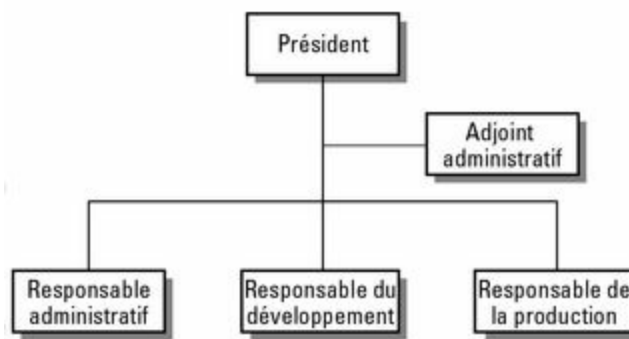 Président
Adjoint
administratif
Responsable
administratif
Responsable du
développement
Responsable de
la production